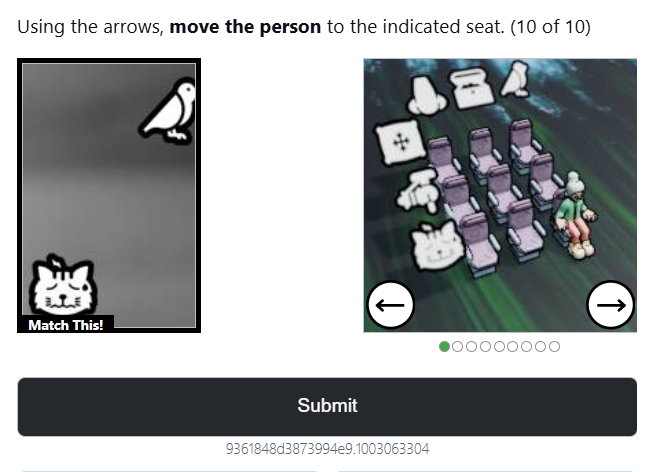 Using the arrows, move the person to the indicated seat. (10 of 10)
Match This!
Submit
9361848d3873994e9.1003063304